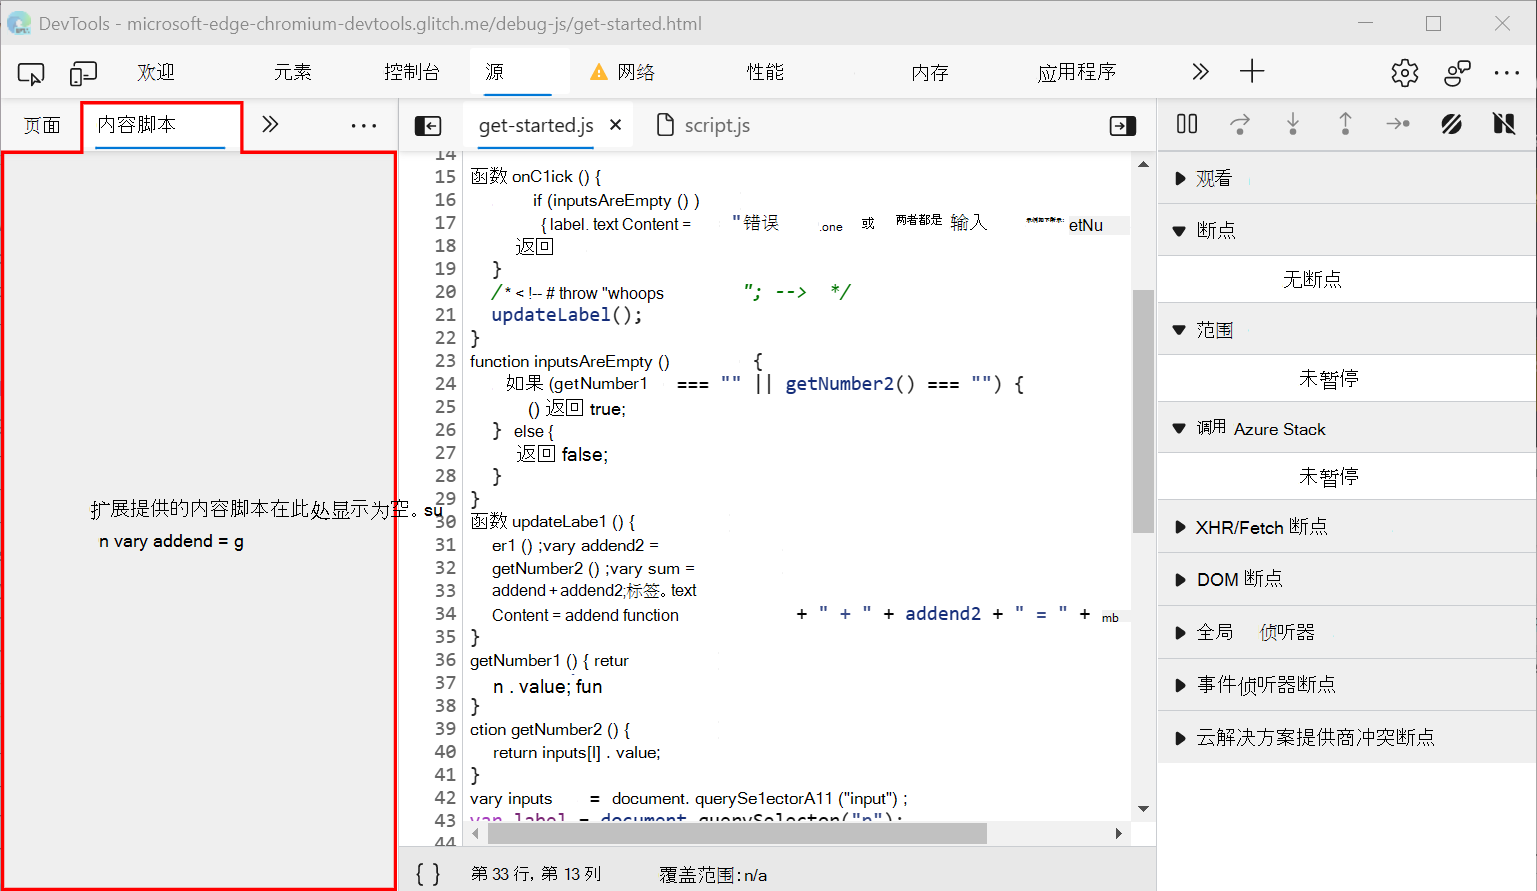 DevTools - microsoft-edge-chromium-devtools.glitch.me/debug-js/get-started.html
欢迎 元素 控制台 源 网络 性能 内存 应用程序
页面 内容脚本
get-started.js script.js
14
15 函数 onC1ick () {
16 if (inputsAreEmpty () )
17 { label. text Content = "错误 .one 或 两者都是 输入 etNu
18 返回
19 }
20 /* < !-- # throw "whoops "; --> */
21 updateLabel();
22 }
23 function inputsAreEmpty () {
24 如果 (getNumber1 === "" || getNumber2() === "") {
25 () 返回 true;
26 } else {
27 返回 false;
28 }
29 }
30 函数 updateLabe1 () {
31 er1 () ;vary addend2 =
32 getNumber2 () ;vary sum =
33 addend + addend2;标签。text
34 Content = addend function + " + " + addend2 + " = " + mb
35 }
36 getNumber1 () { retur
37 n . value; fun
38 }
39 ction getNumber2 () {
40 return inputs[l] . value;
41 }
42 vary inputs = document. querySe1ectorA11 ("input") ;
43 var label = document.querySelector("p");
44
扩展提供的内容脚本在此处显示为空。su
n vary addend = g
{ } 第 33 行, 第 13 列 覆盖范围: n/a
观看
断点
无断点
范围
未暂停
调用 Azure Stack
未暂停
XHR/Fetch 断点
DOM 断点
全局 侦听器
事件侦听器断点
云解决方案提供商冲突断点